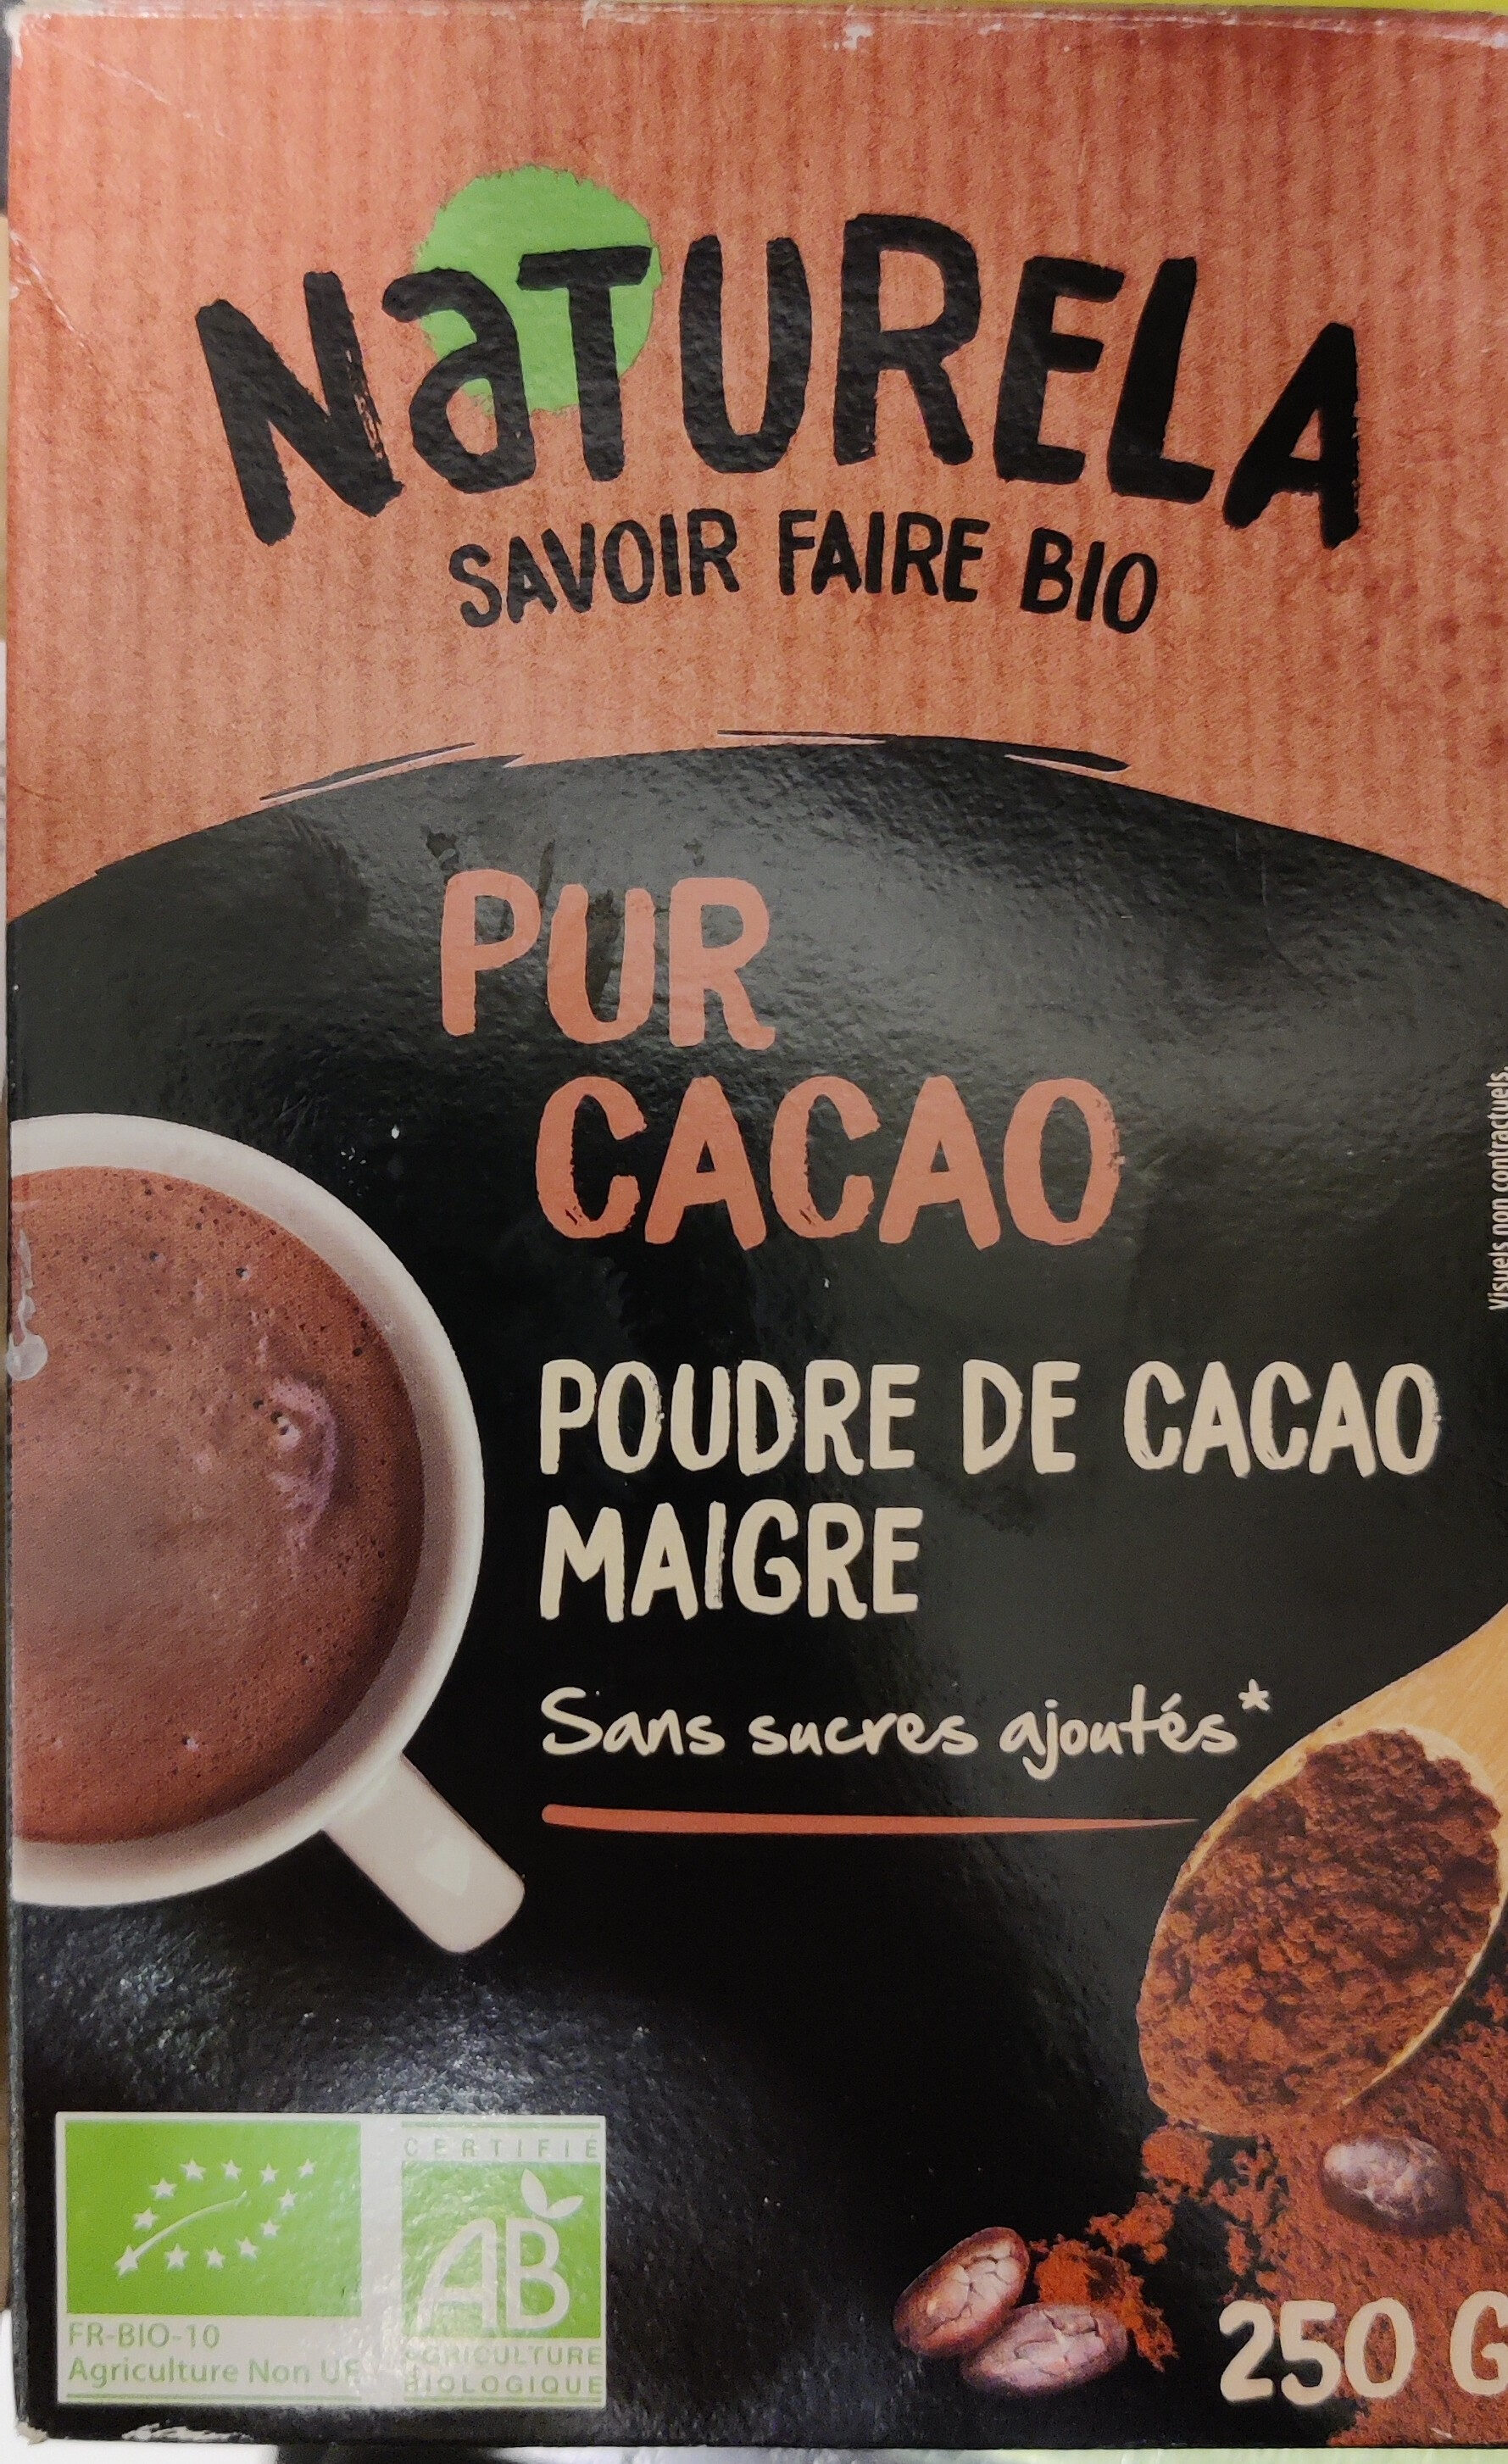 NaTURELA
SAVOIR FAIRE BIO
PUR
CACAO
POUDRE DE CACAO
MAIGRE
Sans sucres ajoutés*
Visuels non contractuels.
CERTIFIÉ
AB
AGRICULTURE
BIOLOGIQUE
FR-BIO-10
Agriculture Non UE
250 G